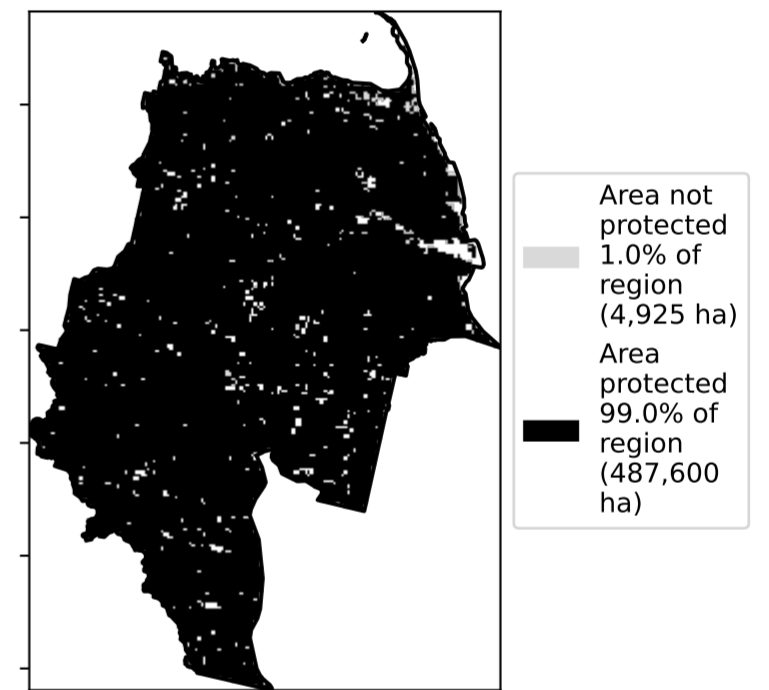 Area not
protected
1.0% of
region
(4,925 ha)
Area
protected
99.0% of
region
(487,600
ha)